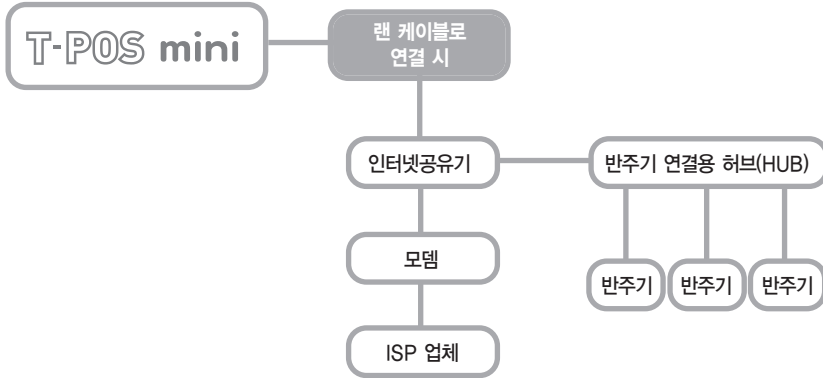 T-POS mini
랜 케이블로
연결 시
인터넷공유기
반주기 연결용 허브(HUB)
모뎀
반주기
반주기
반주기
ISP 업체